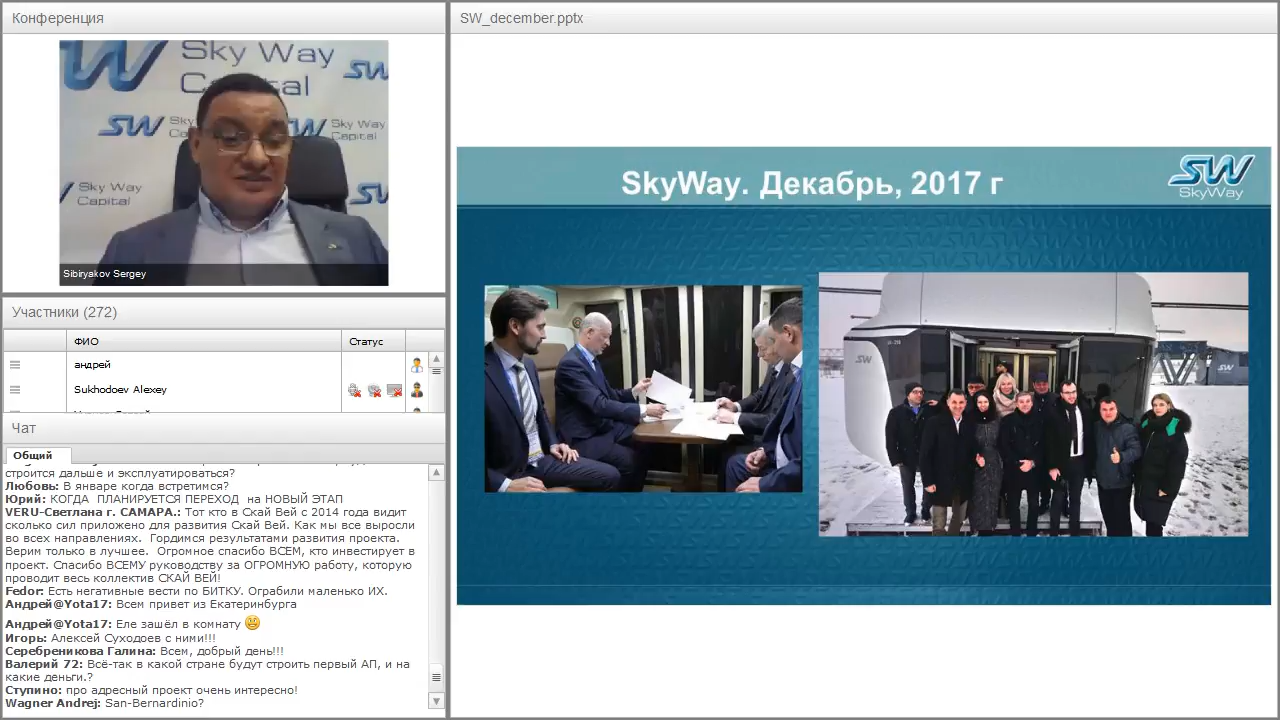 Конференция
Sky Way
Capital
SW
SW
Sky Way
Capital
Sky Way
Capital
SW
Sibiryakov Sergey
Участники (272)
ФИО
Статус
андрей
Sukhodoev Alexey
Чат
Общий
строится дальше и эксплуатироваться?
Любовь: В январе когда встретимся?
Юрий: КОГДА ПЛАНИРУЕТСЯ ПЕРЕХОД на НОВЫЙ ЭТАП
VERU-Светлана г. САМАРА.: Тот кто в Скай Вей с 2014 года видит
сколько сил приложено для развития Скай Вей. Как мы все выросли
во всех направлениях. Гордимся результатами развития проекта.
Верим только в лучшее. Огромное спасибо ВСЕМ, кто инвестирует в
проект. Спасибо ВСЕМУ руководству за ОГРОМНУЮ работу, которую
проводит весь коллектив СКАЙ ВЕЙ!
Fedor: Есть негативные вести по БИТКУ. Ограбили маленько ИХ.
Андрей@Yota17: Всем привет из Екатеринбурга
Андрей@Yota17: Еле зашёл в комнату
Игорь: Алексей Суходоев с ними!!!
Серебреникова Галина: Всем, добрый день!!!
Валерий 72: Всё-так в какой стране будут строить первый АП, и на
какие деньги.?
Ступино: про адресный проект очень интересно!
Wagner Andrej: San-Bernardinio?
SW_december.pptx
SkyWay. Декабрь, 2017 г
SW
SkyWay
SW
SW